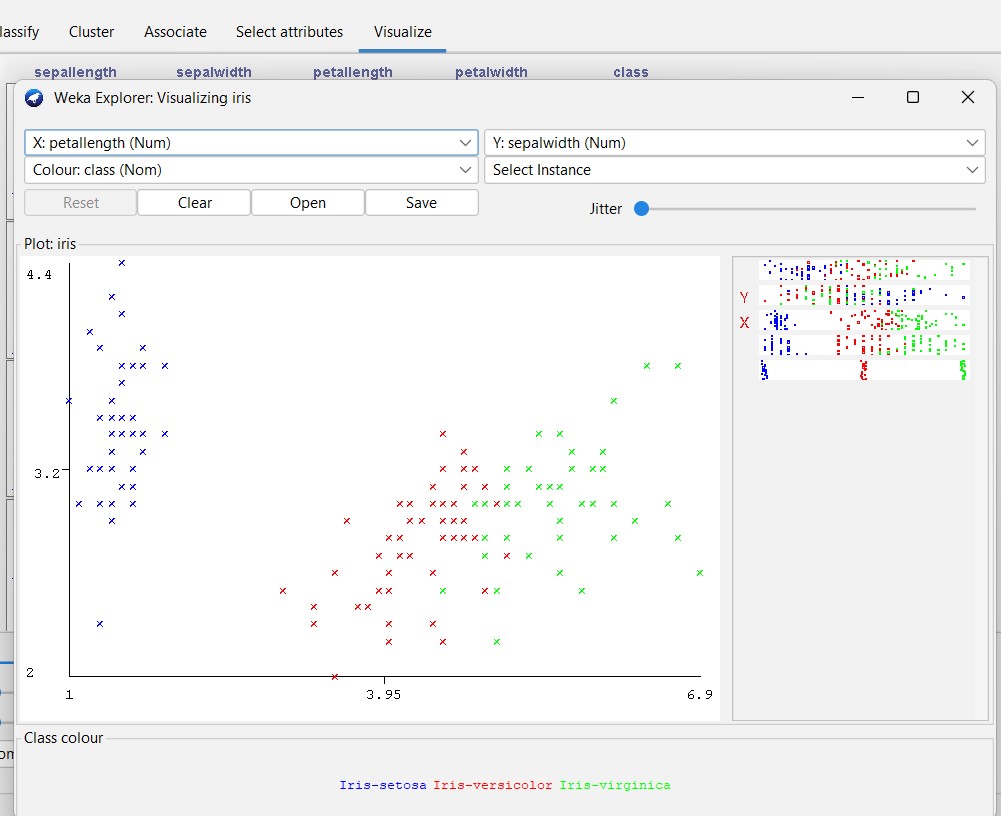 lassify Cluster Associate Select attributes Visualize
sepallength sepalwidth petallength petalwidth class
Weka Explorer: Visualizing iris
X: petallength (Num) Y: sepalwidth (Num)
Colour: class (Nom) Select Instance
Reset Clear Open Save Jitter
Plot: iris
4.4
Y
X
3.2
2
1 3.95 6.9
Class colour
om
Iris-setosa Iris-versicolor Iris-virginica